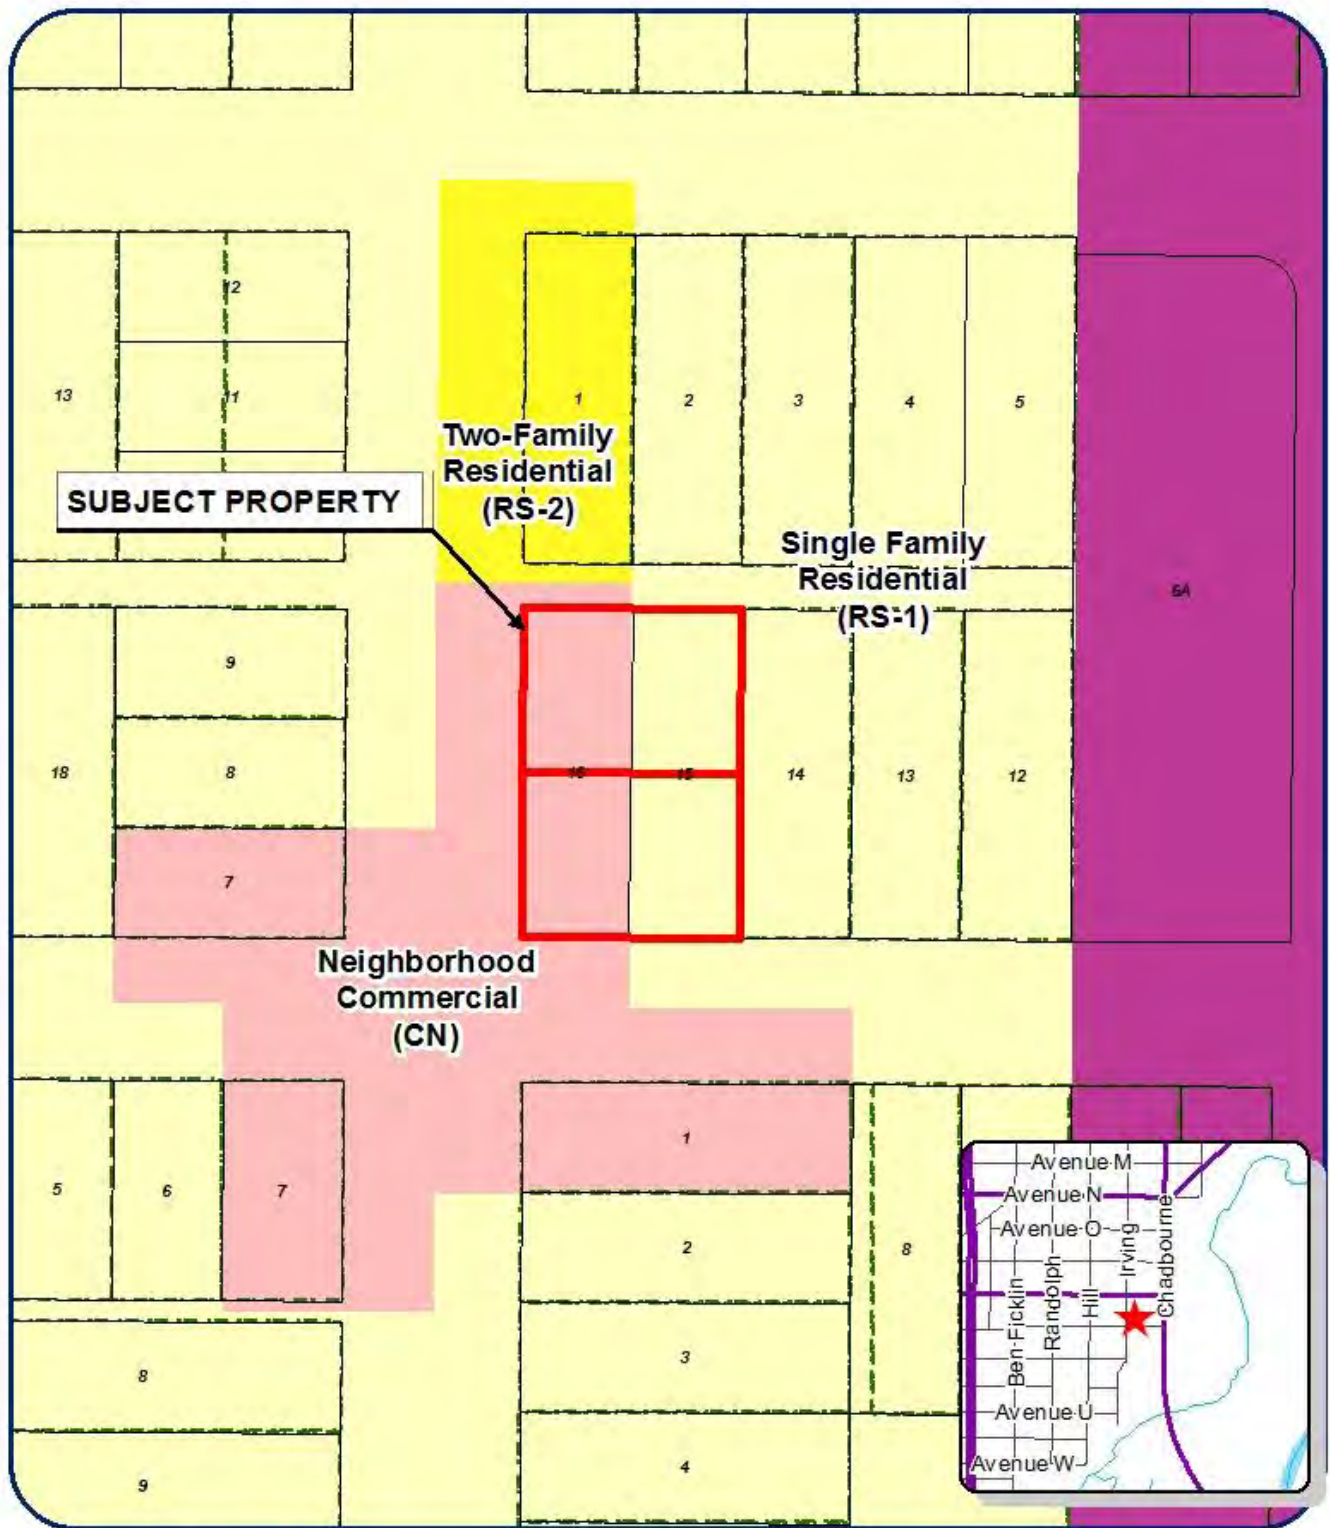 12
13
11
1
2
3
4
5
Two-Family
Residential
(RS-2)
SUBJECT PROPERTY
Single Family
Residential
(RS-1)
6A
9
18
8
16
15
14
13
12
7
Neighborhood
Commercial
(CN)
5
6
7
1
2
8
3
4
8
9
Avenue M
Avenue N
Avenue O
Irving
Chadbourne
Ben Ficklin
Randolph
Hill
Avenue U
Avenue W